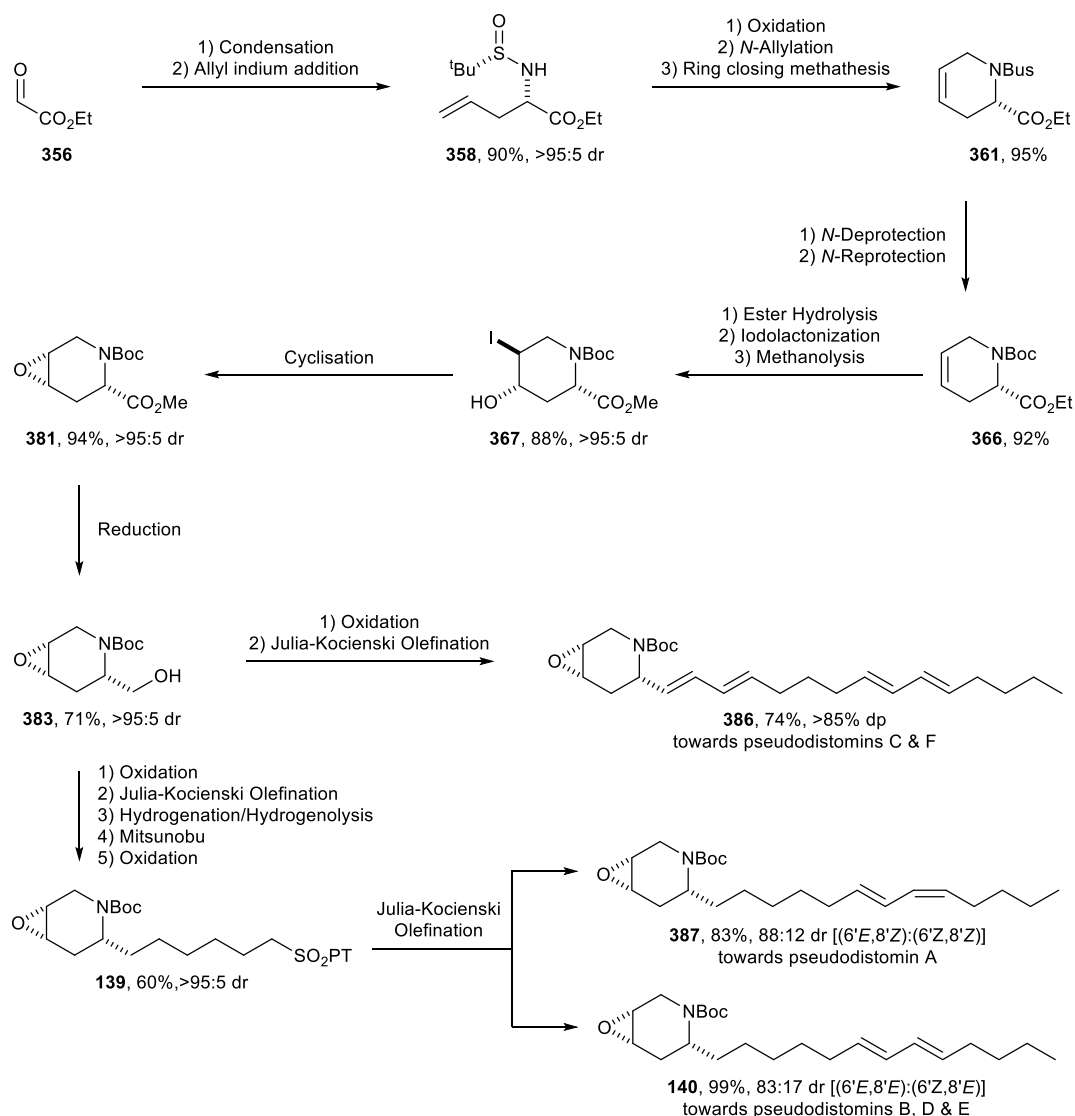 1) Condensation
2) Allyl indium addition
1) Oxidation
2) N-Allylation
3) Ring closing methathesis
O
CO2Et
356
O
S
tBu
NH
CO2Et
358, 90%, >95:5 dr
NBus
CO2Et
361, 95%
1) N-Deprotection
2) N-Reprotection
O
NBoc
CO2Me
381, 94%, >95:5 dr
Cyclisation
I
NBoc
HO
CO2Me
367, 88%, >95:5 dr
1) Ester Hydrolysis
2) Iodolactonization
3) Methanolysis
NBoc
CO2Et
366, 92%
Reduction
O
NBoc
OH
383, 71%, >95:5 dr
1) Oxidation
2) Julia-Kocienski Olefination
O
NBoc
386, 74%, >85% dp
towards pseudodistomins C & F
1) Oxidation
2) Julia-Kocienski Olefination
3) Hydrogenation/Hydrogenolysis
4) Mitsunobu
5) Oxidation
O
NBoc
SO2PT
139, 60%,>95:5 dr
Julia-Kocienski
Olefination
O
NBoc
387, 83%, 88:12 dr [(6'E,8'Z):(6'Z,8'Z)]
towards pseudodistomin A
O
NBoc
140, 99%, 83:17 dr [(6'E,8'E):(6'Z,8'E)]
towards pseudodistomins B, D & E